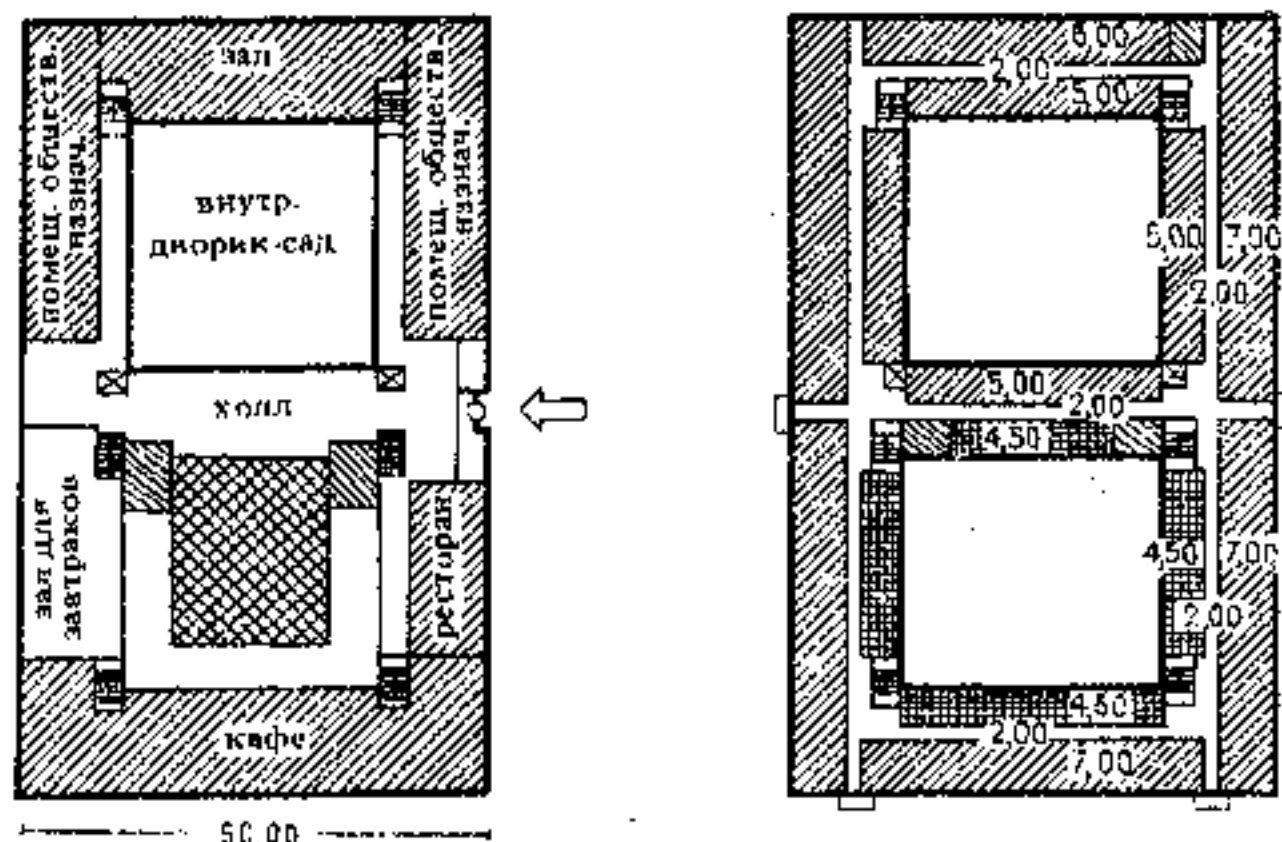 зал
помещ. обществ.
назнач.
помещ. обществ.
назнач.
внутр.
дворик-сад
холл
зал для
завтраков
ресторан
кафе
50,00
6,00
2,00
5,00
5,00
7,00
2,00
5,00
2,00
4,50
4,50
7,00
2,00
4,50
2,00
7,00